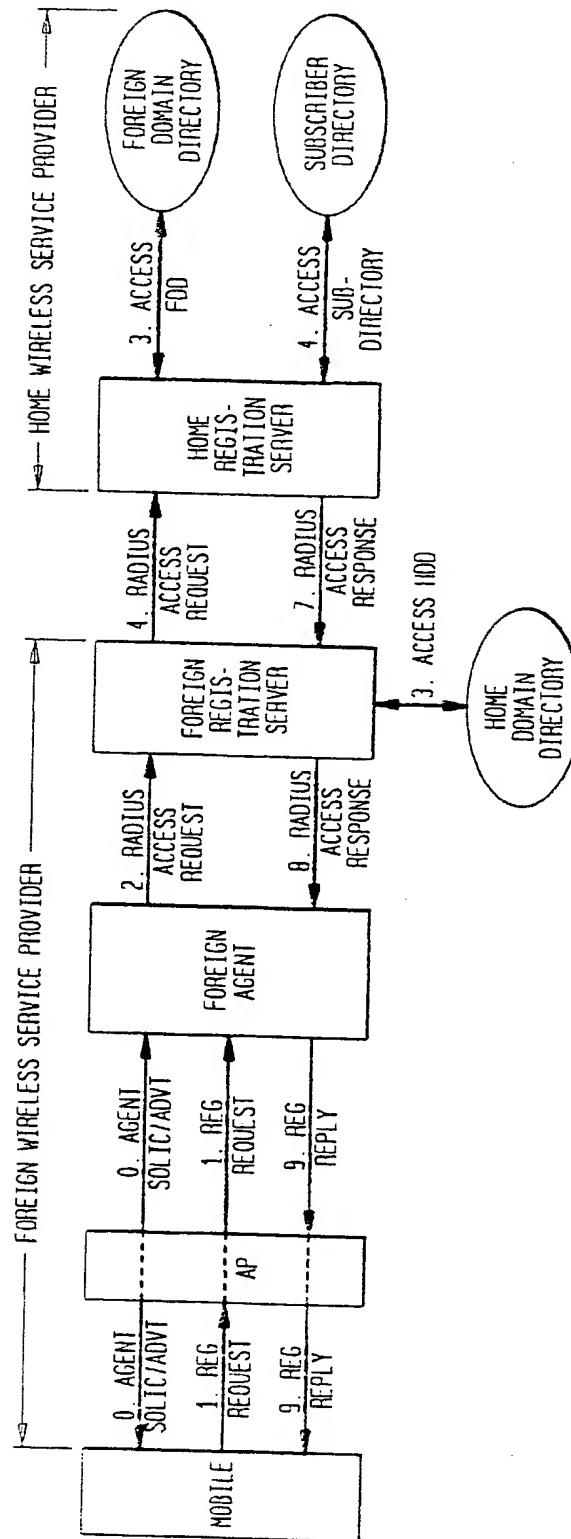 FOREIGN WIRELESS SERVICE PROVIDER
HOME WIRELESS SERVICE PROVIDER
MOBILE
0. AGENT
SOLIC/ADVT
1. REG
REQUEST
9. REG
REPLY
AP
0. AGENT
SOLIC/ADVT
1. REG
REQUEST
9. REG
REPLY
FOREIGN
AGENT
2. RADIUS
ACCESS
REQUEST
8. RADIUS
ACCESS
RESPONSE
FOREIGN
REGIS-
TRATION
SERVER
3. ACCESS HDD
HOME
DOMAIN
DIRECTORY
4. RADIUS
ACCESS
REQUEST
7. RADIUS
ACCESS
RESPONSE
HOME
REGIS-
TRATION
SERVER
3. ACCESS
FDD
4. ACCESS
SUB-
DIRECTORY
FOREIGN
DOMAIN
DIRECTORY
SUBSCRIBER
DIRECTORY